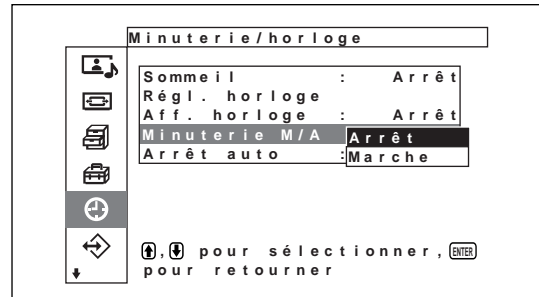 Minuterie/horloge
Sommeil : Arrêt
Régl. horloge
Aff. horloge : Arrêt
Minuterie M/A Arrêt
Arrêt auto : Marche
, pour sélectionner, ENTER
pour retourner